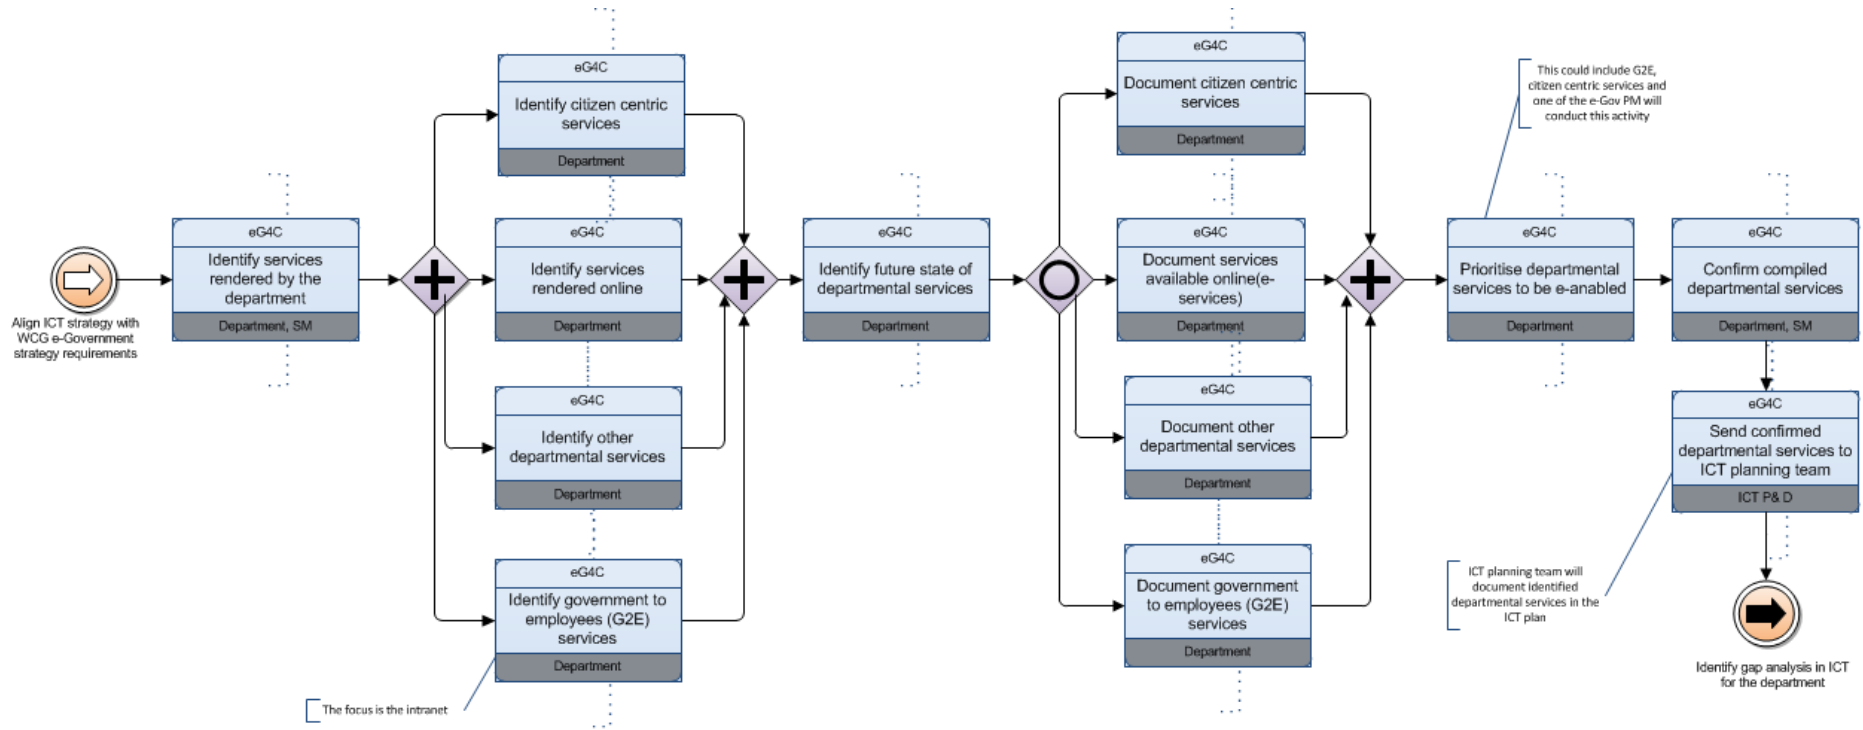 Align ICT strategy with
WCG e-Government
strategy requirements
eG4C
Identify services
rendered by the
department
Department, SM
eG4C
Identify citizen centric
services
Department
eG4C
Identify services
rendered online
Department
eG4C
Identify other
departmental services
Department
eG4C
Identify government to
employees (G2E)
services
Department
The focus is the intranet
eG4C
Identify future state of
departmental services
Department
eG4C
Document citizen centric
services
Department
eG4C
Document services
available online(e-
services)
Department
eG4C
Document other
departmental services
Department
eG4C
Document government
to employees (G2E)
services
Department
This could include G2E,
citizen centric services and
one of the e-Gov PM will
conduct this activity
eG4C
Prioritise departmental
services to be e-anabled
Department
eG4C
Confirm compiled
departmental services
Department, SM
eG4C
Send confirmed
departmental services to
ICT planning team
ICT P& D
ICT planning team will
document identified
departmental services in the
ICT plan
Identify gap analysis in ICT
for the department